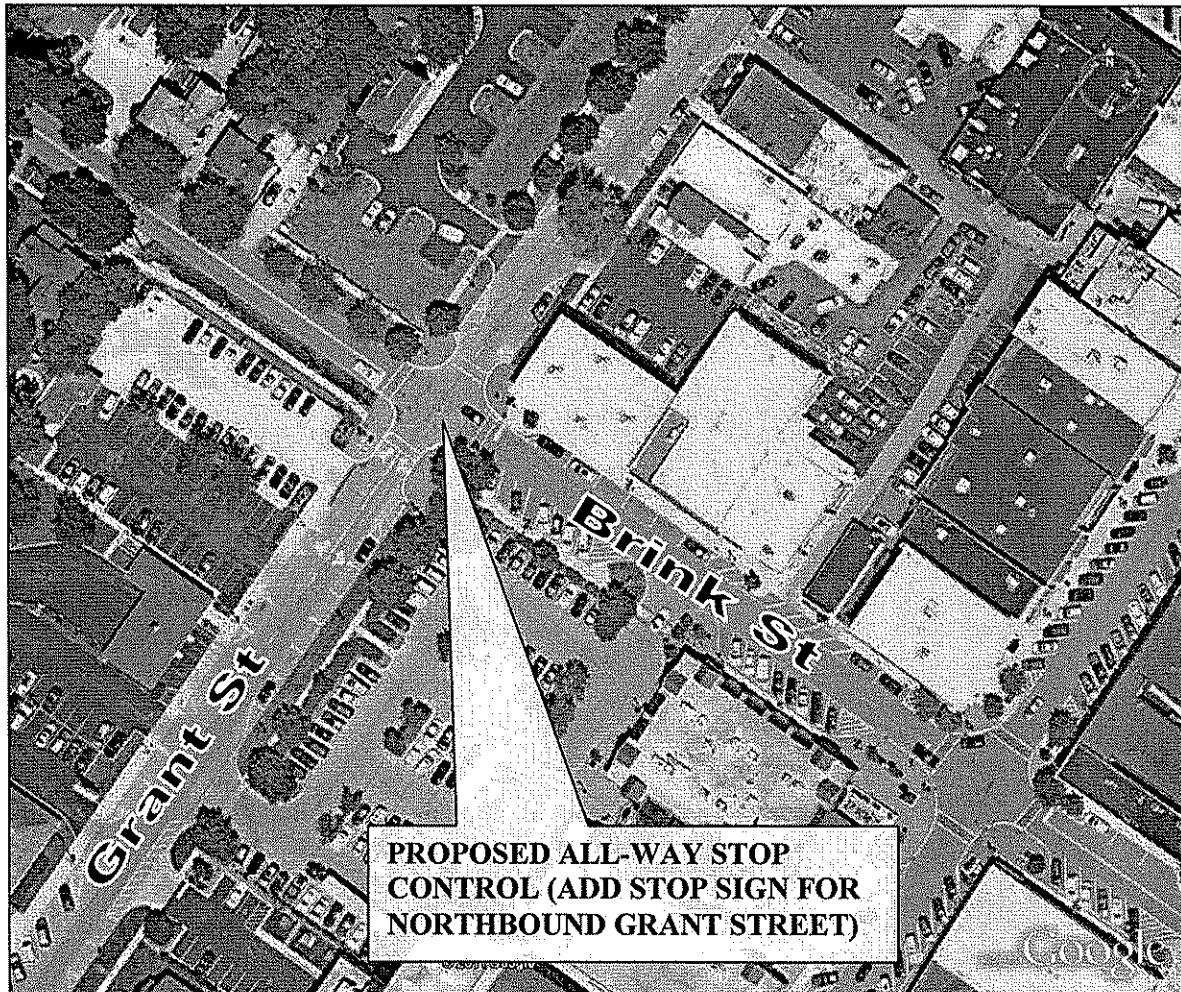 Brink St
Grant St
PROPOSED ALL-WAY STOP
CONTROL (ADD STOP SIGN FOR
NORTHBOUND GRANT STREET)
Google